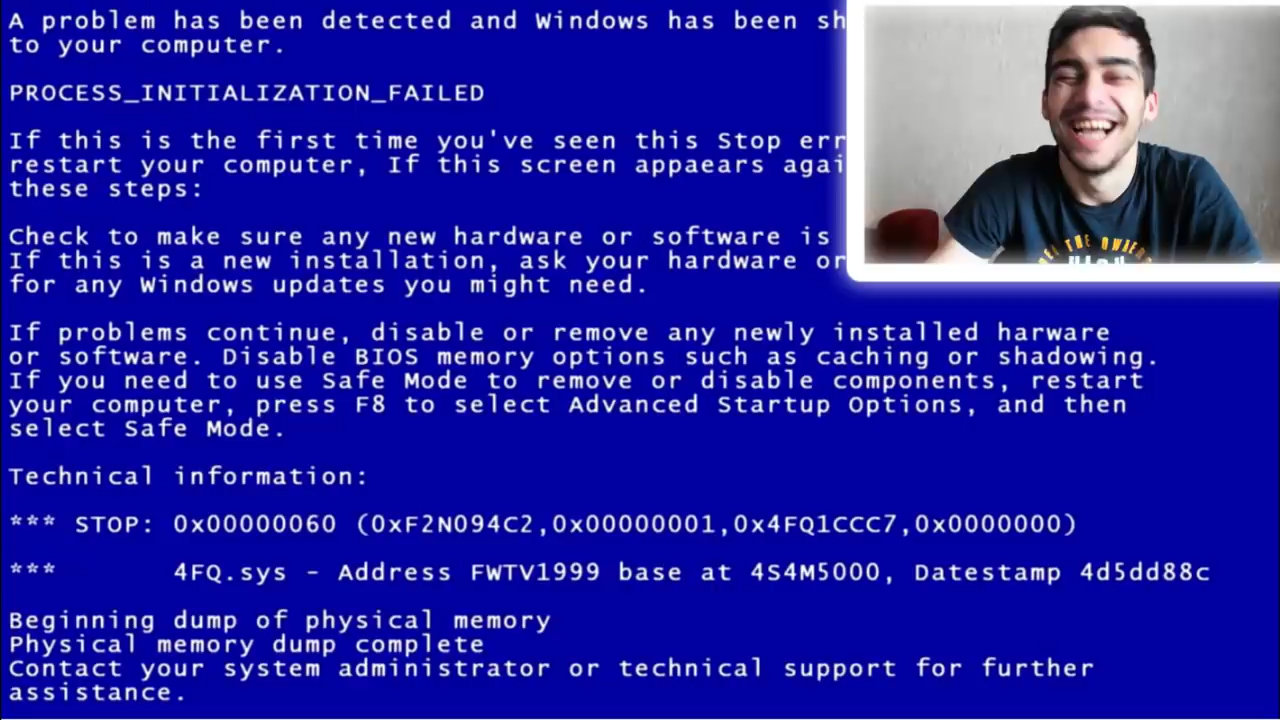 A problem has been detected and Windows has been sh
to your computer.
PROCESS_INITIALIZATION_FAILED
If this is the first time you've seen this Stop err
restart your computer, If this screen appaears agai
these steps:
Check to make sure any new hardware or software is
If this is a new installation, ask your hardware or
for any Windows updates you might need.
If problems continue, disable or remove any newly installed harware
or software. Disable BIOS memory options such as caching or shadowing.
If you need to use Safe Mode to remove or disable components, restart
your computer, press F8 to select Advanced Startup Options, and then
select Safe Mode.
Technical information:
*** STOP: 0x00000060 (0xF2N094C2,0x00000001,0x4FQ1CCC7,0x0000000)
*** 4FQ.sys - Address FWTV1999 base at 4S4M5000, Datestamp 4d5dd88c
Beginning dump of physical memory
Physical memory dump complete
Contact your system administrator or technical support for further
assistance.
THE OWNERS